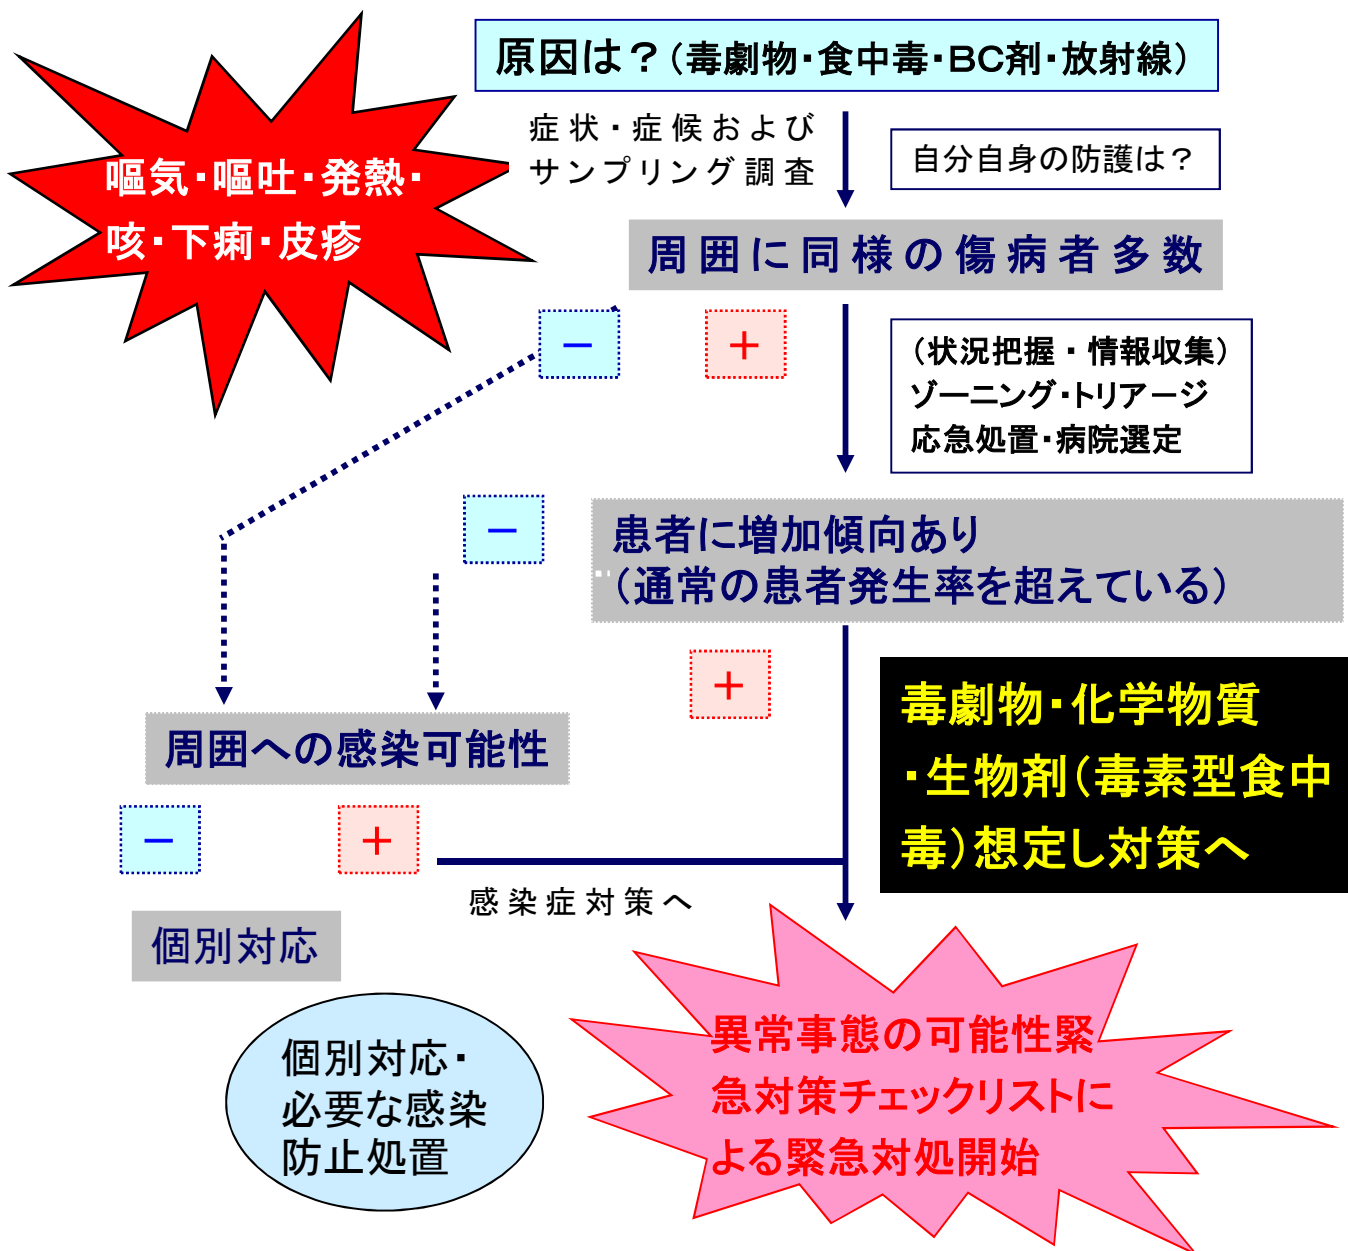 原因は？（毒劇物・食中毒・BC剤・放射線）
症状・症候および
サンプリング調査
自分自身の防護は？
嘔気・嘔吐・発熱・
咳・下痢・皮疹
周囲に同様の傷病者多数
－
＋
（状況把握・情報収集）
ゾーニング・トリアージ
応急処置・病院選定
－
患者に増加傾向あり
（通常の患者発生率を超えている）
＋
毒劇物・化学物質
・生物剤（毒素型食中
毒）想定し対策へ
周囲への感染可能性
－
＋
感染症対策へ
個別対応
個別対応・
必要な感染
防止処置
異常事態の可能性緊
急対策チェックリストに
よる緊急対処開始